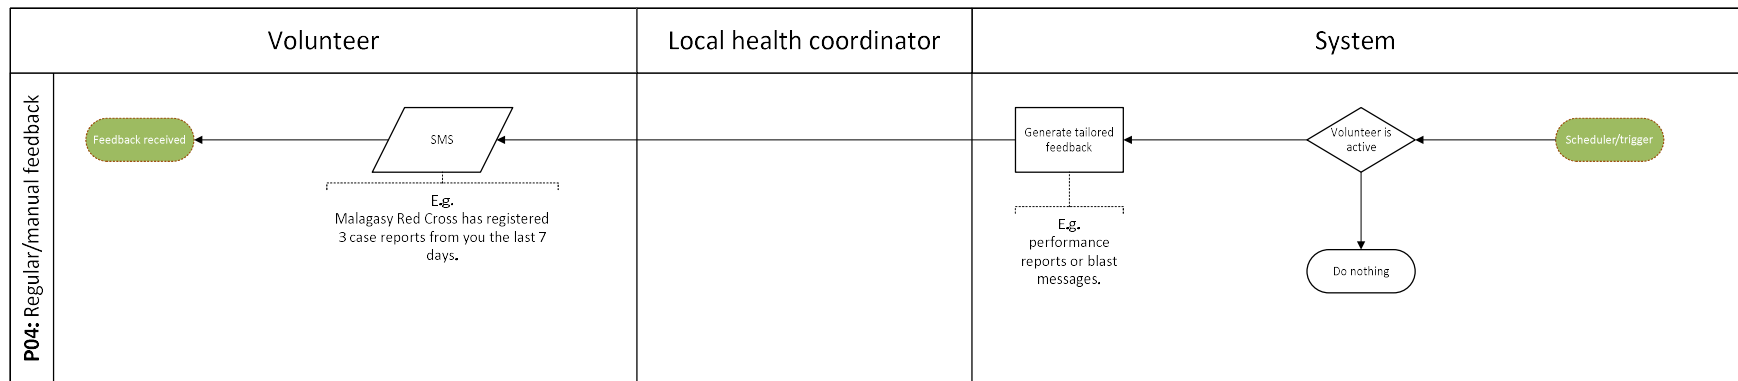 Volunteer
Local health coordinator
System
P04: Regular/manual feedback
Feedback received
SMS
E.g.
Malagasy Red Cross has registered
3 case reports from you the last 7
days.
Generate tailored
feedback
E.g.
performance
reports or blast
messages.
Volunteer is
active
Do nothing
Scheduler/trigger